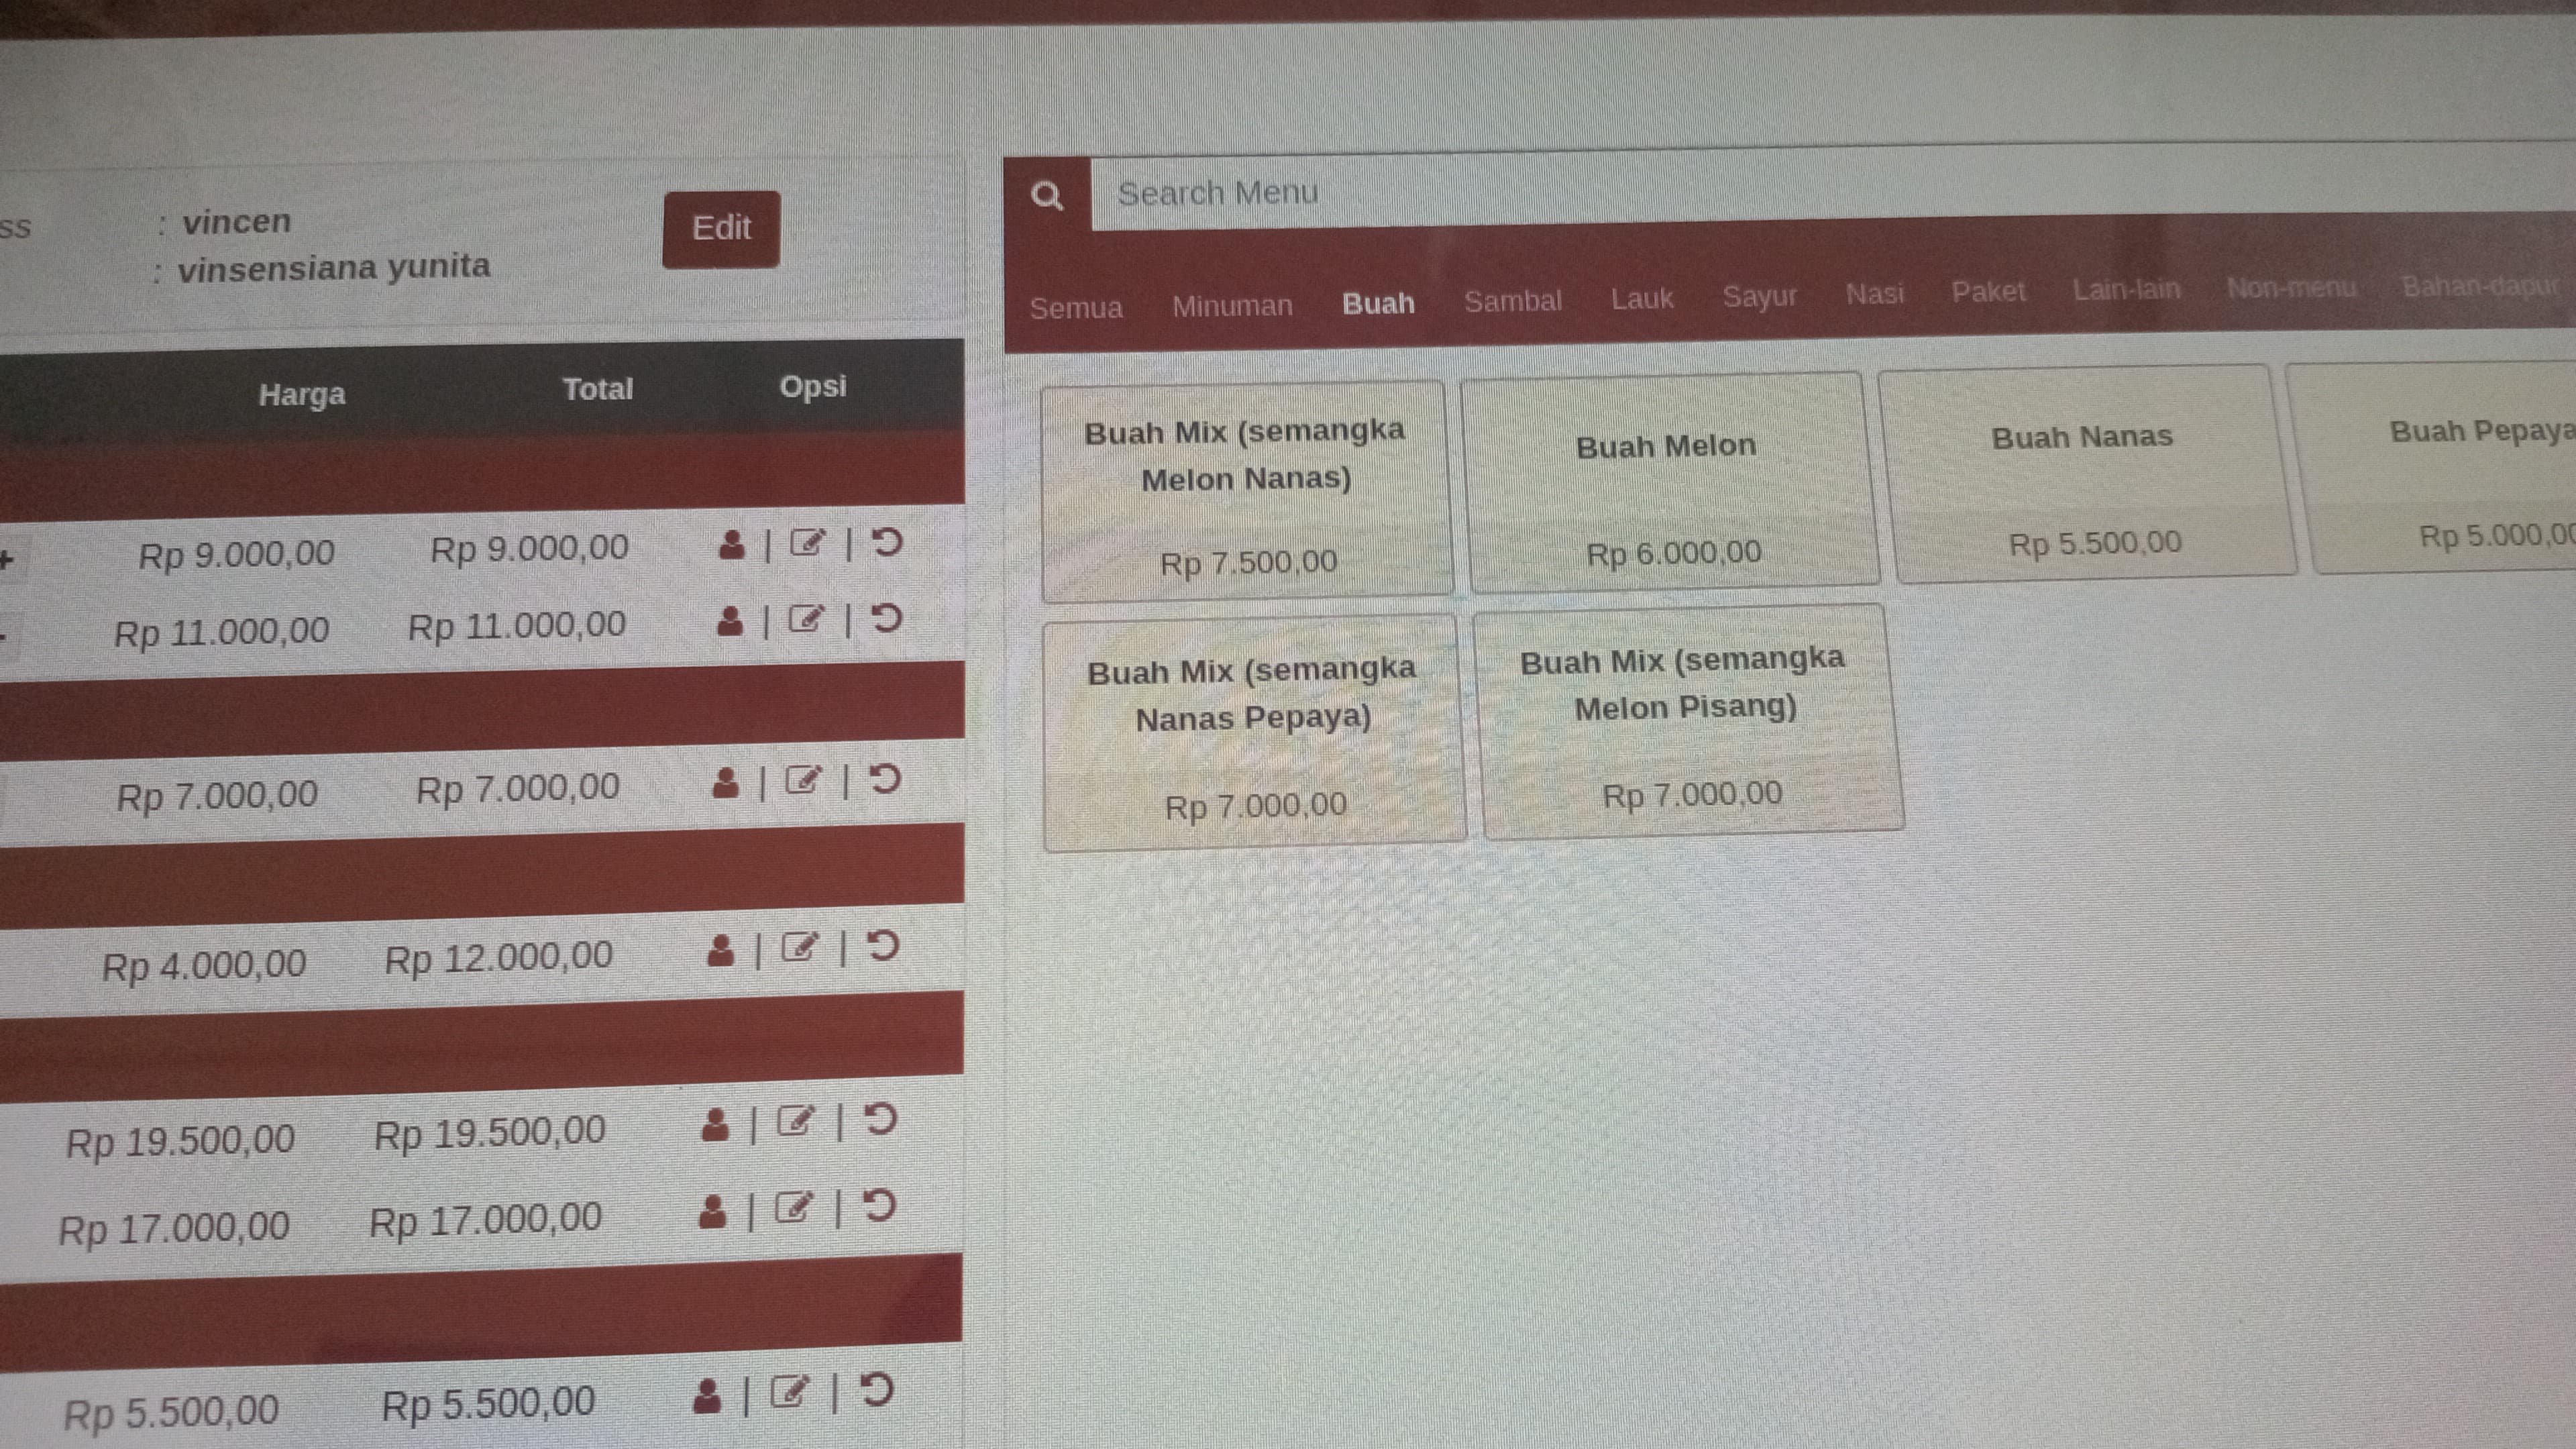 : vincen
: vinsensiana yunita
Edit
Harga Total Opsi
Rp 9.000,00 Rp 9.000,00
Rp 11.000,00 Rp 11.000,00
Rp 7.000,00 Rp 7.000,00
Rp 4.000,00 Rp 12.000,00
Rp 19.500,00 Rp 19.500,00
Rp 17.000,00 Rp 17.000,00
Rp 5.500,00 Rp 5.500,00
Search Menu
Semua Minuman Buah Sambal Lauk Sayur Nasi Paket Lain-lain Non-menu Bahan-dapur
Buah Mix (semangka
Melon Nanas)
Rp 7.500,00
Buah Melon
Rp 6.000,00
Buah Nanas
Rp 5.500,00
Buah Pepaya
Rp 5.000,00
Buah Mix (semangka
Nanas Pepaya)
Rp 7.000,00
Buah Mix (semangka
Melon Pisang)
Rp 7.000,00